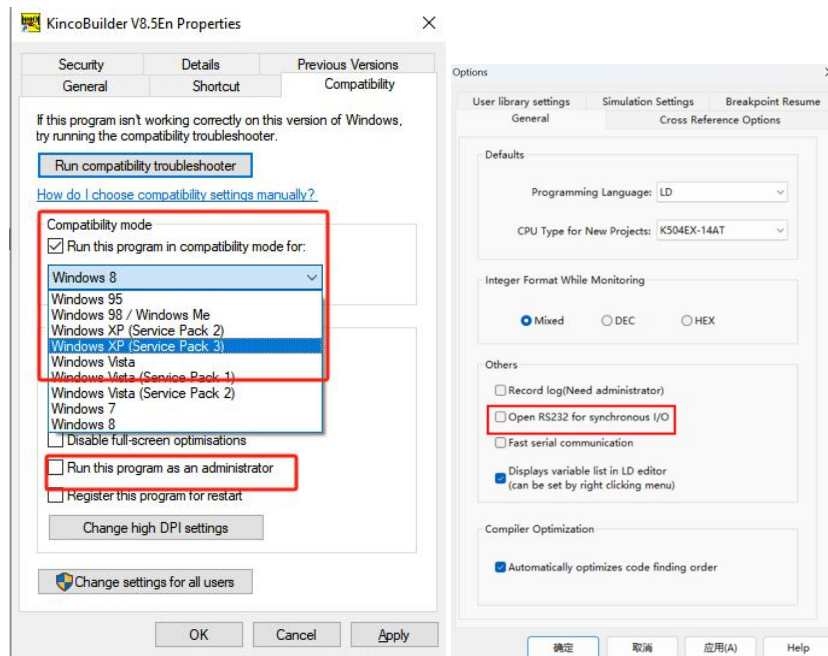 KincoBuilder V8.5En Properties
Security Details Previous Versions
General Shortcut Compatibility
If this program isn't working correctly on this version of Windows,
try running the compatibility troubleshooter.
Run compatibility troubleshooter
How do I choose compatibility settings manually?
Compatibility mode
Run this program in compatibility mode for:
Windows 8
Windows 95
Windows 98 / Windows Me
Windows XP (Service Pack 2)
Windows XP (Service Pack 3)
Windows Vista
Windows Vista (Service Pack 1)
Windows Vista (Service Pack 2)
Windows 7
Windows 8
Disable full-screen optimisations
Run this program as an administrator
Register this program for restart
Change high DPI settings
Change settings for all users
OK Cancel Apply
Options
User library settings Simulation Settings Breakpoint Resume
General Cross Reference Options
Defaults
Programming Language: LD
CPU Type for New Projects: K504EX-14AT
Integer Format While Monitoring
Mixed DEC HEX
Others
Record log(Need administrator)
Open RS232 for synchronous I/O
Fast serial communication
Displays variable list in LD editor
(can be set by right clicking menu)
Compiler Optimization
Automatically optimizes code finding order
确定 取消 应用(A) Help